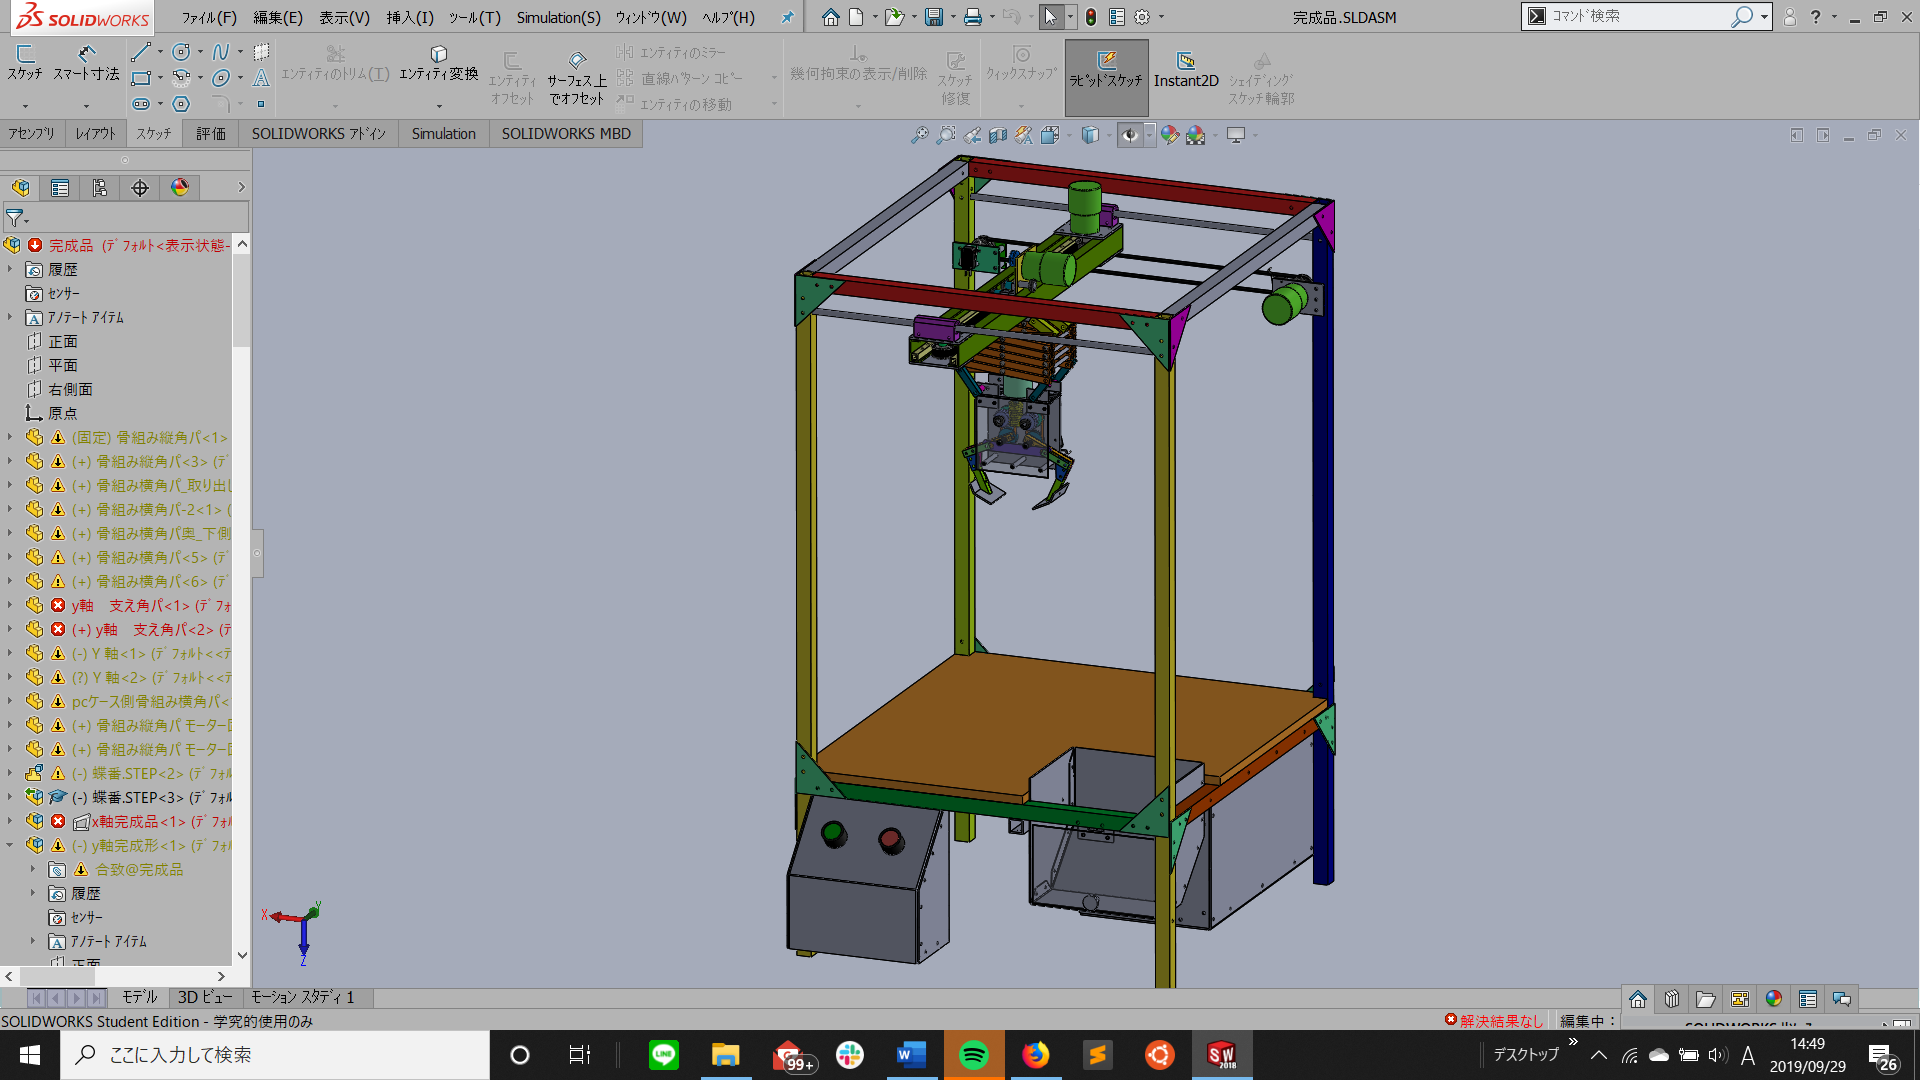 SOLIDWORKS
ファイル(F) 編集(E) 表示(V) 挿入(I) ツール(T) Simulation(S) ウィンドウ(W) ヘルプ(H)
完成品.SLDASM
コマンド検索
スケッチ
スマート寸法
エンティティのトリム(T)
エンティティ変換
エンティティ
オフセット
サーフェス上
でオフセット
エンティティのミラー
直線パターン コピー
エンティティの移動
幾何拘束の表示/削除
スケッチ
修復
クイックスナップ
ラピッドスケッチ
Instant2D
シェイディング
スケッチ輪郭
アセンブリ レイアウト スケッチ 評価 SOLIDWORKS アドイン Simulation SOLIDWORKS MBD
完成品 (デフォルト<表示状態-
履歴
センサー
アノテート アイテム
正面
平面
右側面
原点
(固定) 骨組み縦角パ<1>
(+) 骨組み縦角パ<3> (デ
(+) 骨組み横角パ_取り出し
(+) 骨組み横角パ-2<1> (
(+) 骨組み横角パ奥_下側
(+) 骨組み横角パ<5> (デ
(+) 骨組み横角パ<6> (デ
y軸 支え角パ<1> (デフォ
(+) y軸 支え角パ<2> (デ
(-) Y 軸<1> (デフォルト<<デ
(?) Y 軸<2> (デフォルト<<デ
pcケース側骨組み横角パ<
(+) 骨組み縦角パ モーター
(+) 骨組み縦角パ モーター
(-) 蝶番.STEP<2> (デフォル
(-) 蝶番.STEP<3> (デフォル
x軸完成品<1> (デフォル
(-) y軸完成形<1> (デフォ
合致@完成品
履歴
センサー
アノテート アイテム
正面
X
Y
Z
モデル 3D ビュー モーション スタディ 1
SOLIDWORKS Student Edition - 学究的使用のみ
解決結果なし 編集中 :
ここに入力して検索
LINE
99+
SW
2018
デスクトップ
A
14:49
2019/09/29
26